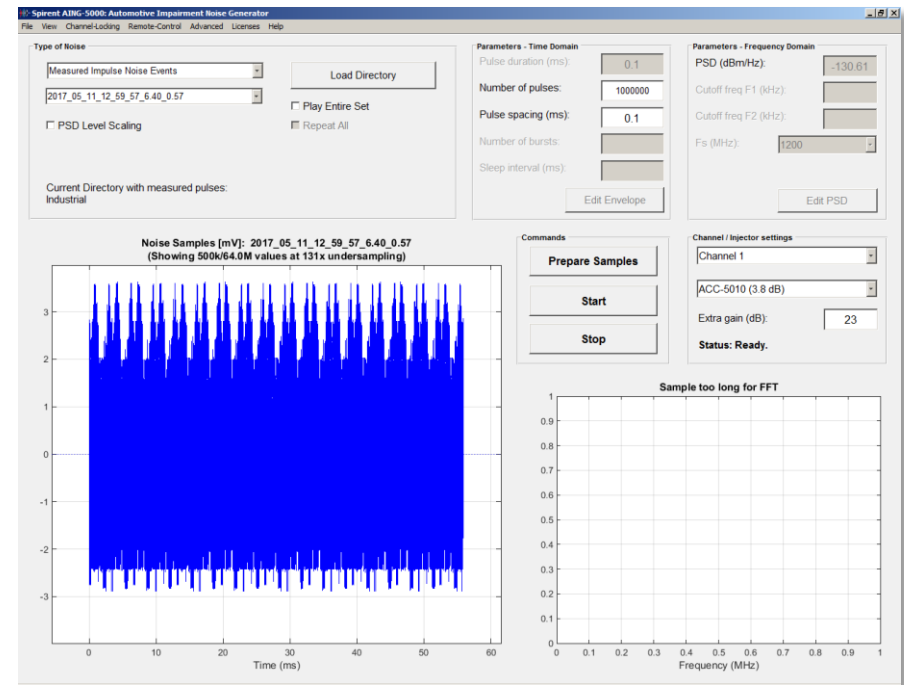 Spirent AING-5000: Automotive Impairment Noise Generator
File View Channel-Locking Remote-Control Advanced Licenses Help
Type of Noise
Measured Impulse Noise Events
2017_05_11_12_59_57_6.40_0.57
PSD Level Scaling
Load Directory
Play Entire Set
Repeat All
Current Directory with measured pulses:
Industrial
Parameters - Time Domain
Pulse duration (ms): 0.1
Number of pulses: 1000000
Pulse spacing (ms): 0.1
Number of bursts:
Sleep interval (ms):
Edit Envelope
Parameters - Frequency Domain
PSD (dBm/Hz): -130.61
Cutoff freq F1 (kHz):
Cutoff freq F2 (kHz):
Fs (MHz): 1200
Edit PSD
Noise Samples [mV]: 2017_05_11_12_59_57_6.40_0.57
(Showing 500k/64.0M values at 131x undersampling)
3
2
1
0
-1
-2
-3
0 10 20 30 40 50 60
Time (ms)
Commands
Prepare Samples
Start
Stop
Channel / Injector settings
Channel 1
ACC-5010 (3.8 dB)
Extra gain (dB): 23
Status: Ready.
Sample too long for FFT
1
0.9
0.8
0.7
0.6
0.5
0.4
0.3
0.2
0.1
0
0 0.1 0.2 0.3 0.4 0.5 0.6 0.7 0.8 0.9 1
Frequency (MHz)